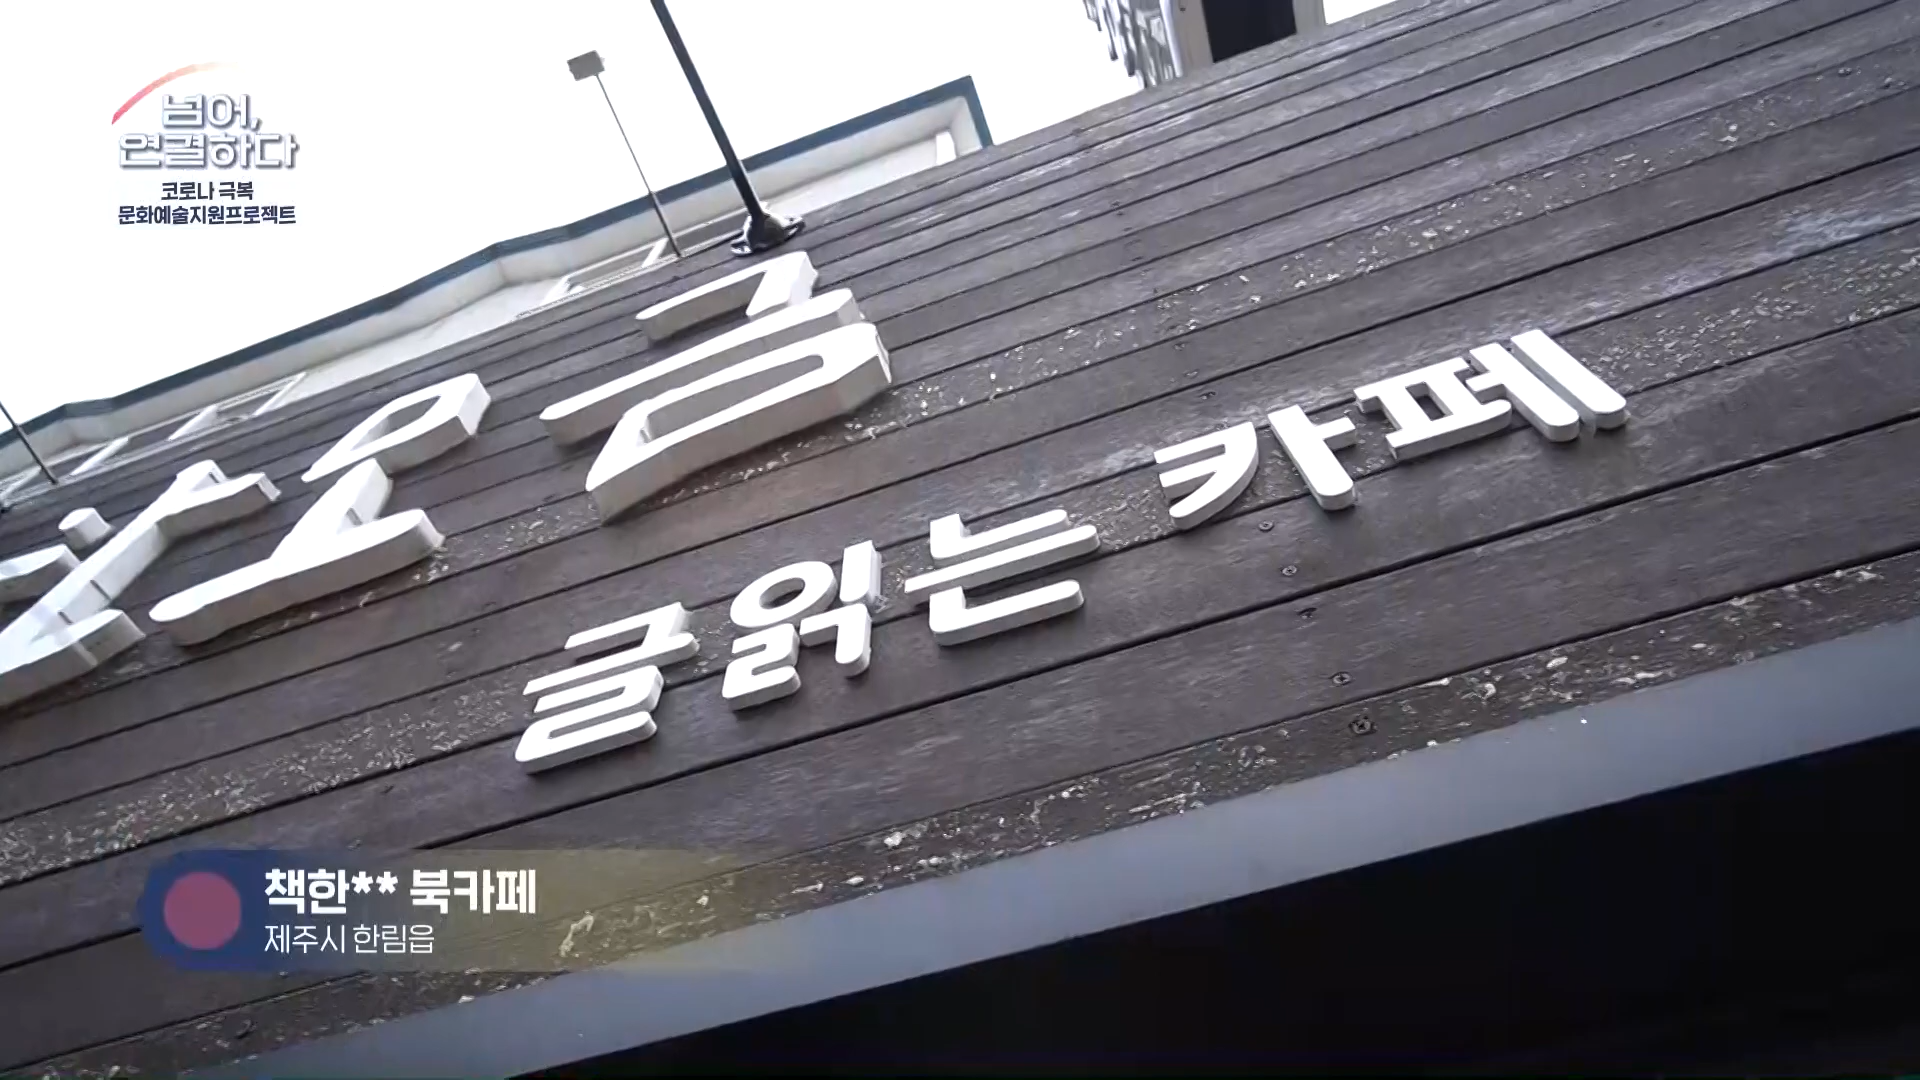 넘어,
연결하다
코로나 극복
문화예술지원프로젝트
글읽는 카페
책한** 북카페
제주시 한림읍